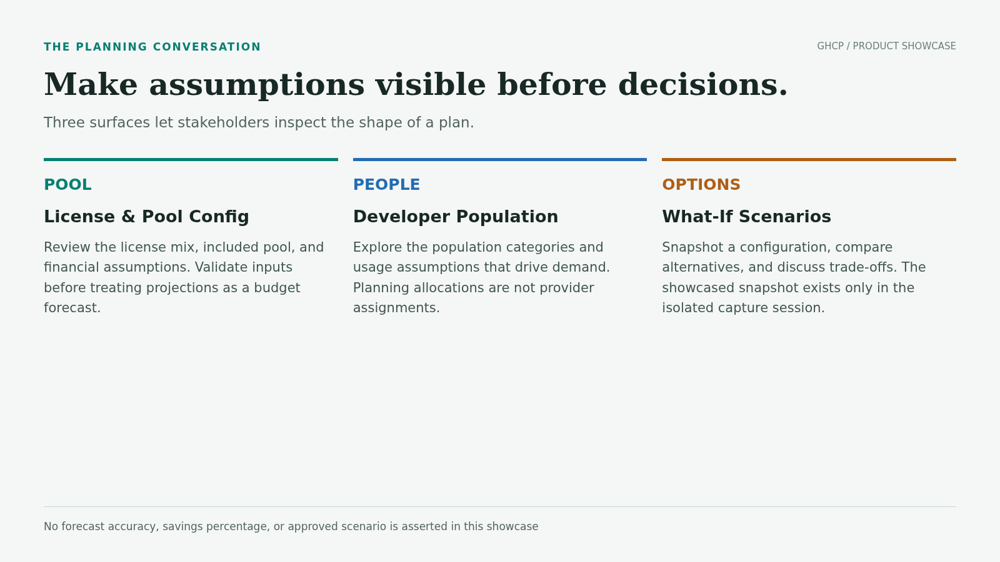 THE PLANNING CONVERSATION
GHCP / PRODUCT SHOWCASE
Make assumptions visible before decisions.
Three surfaces let stakeholders inspect the shape of a plan.
POOL
License & Pool Config
Review the license mix, included pool, and
financial assumptions. Validate inputs
before treating projections as a budget
forecast.
PEOPLE
Developer Population
Explore the population categories and
usage assumptions that drive demand.
Planning allocations are not provider
assignments.
OPTIONS
What-If Scenarios
Snapshot a configuration, compare
alternatives, and discuss trade-offs. The
showcased snapshot exists only in the
isolated capture session.
No forecast accuracy, savings percentage, or approved scenario is asserted in this showcase